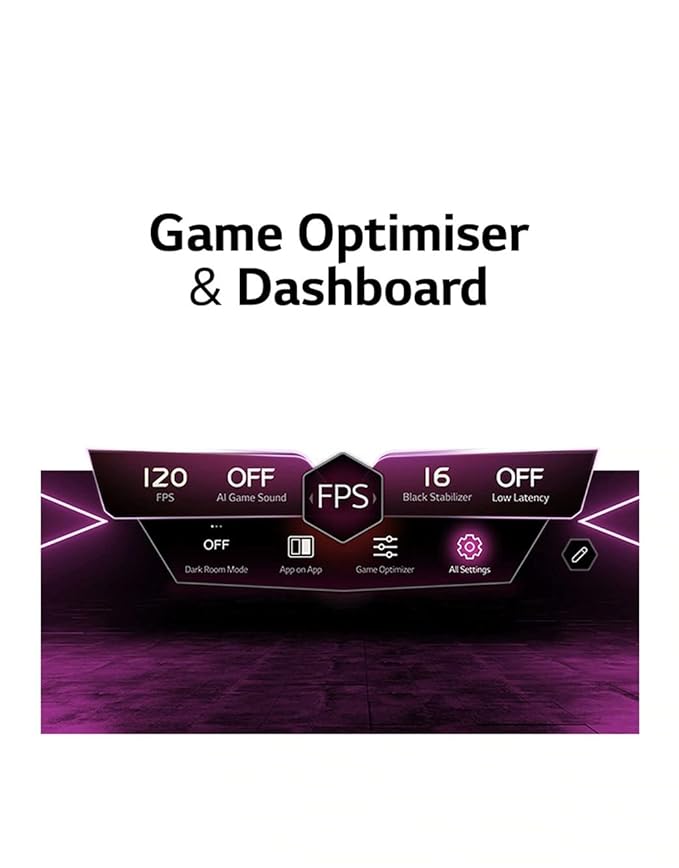 Game Optimiser
& Dashboard
120 OFF FPS 16 OFF
FPS AI Game Sound Black Stabilizer Low Latency
OFF
Dark Room Mode App on App Game Optimizer All Settings